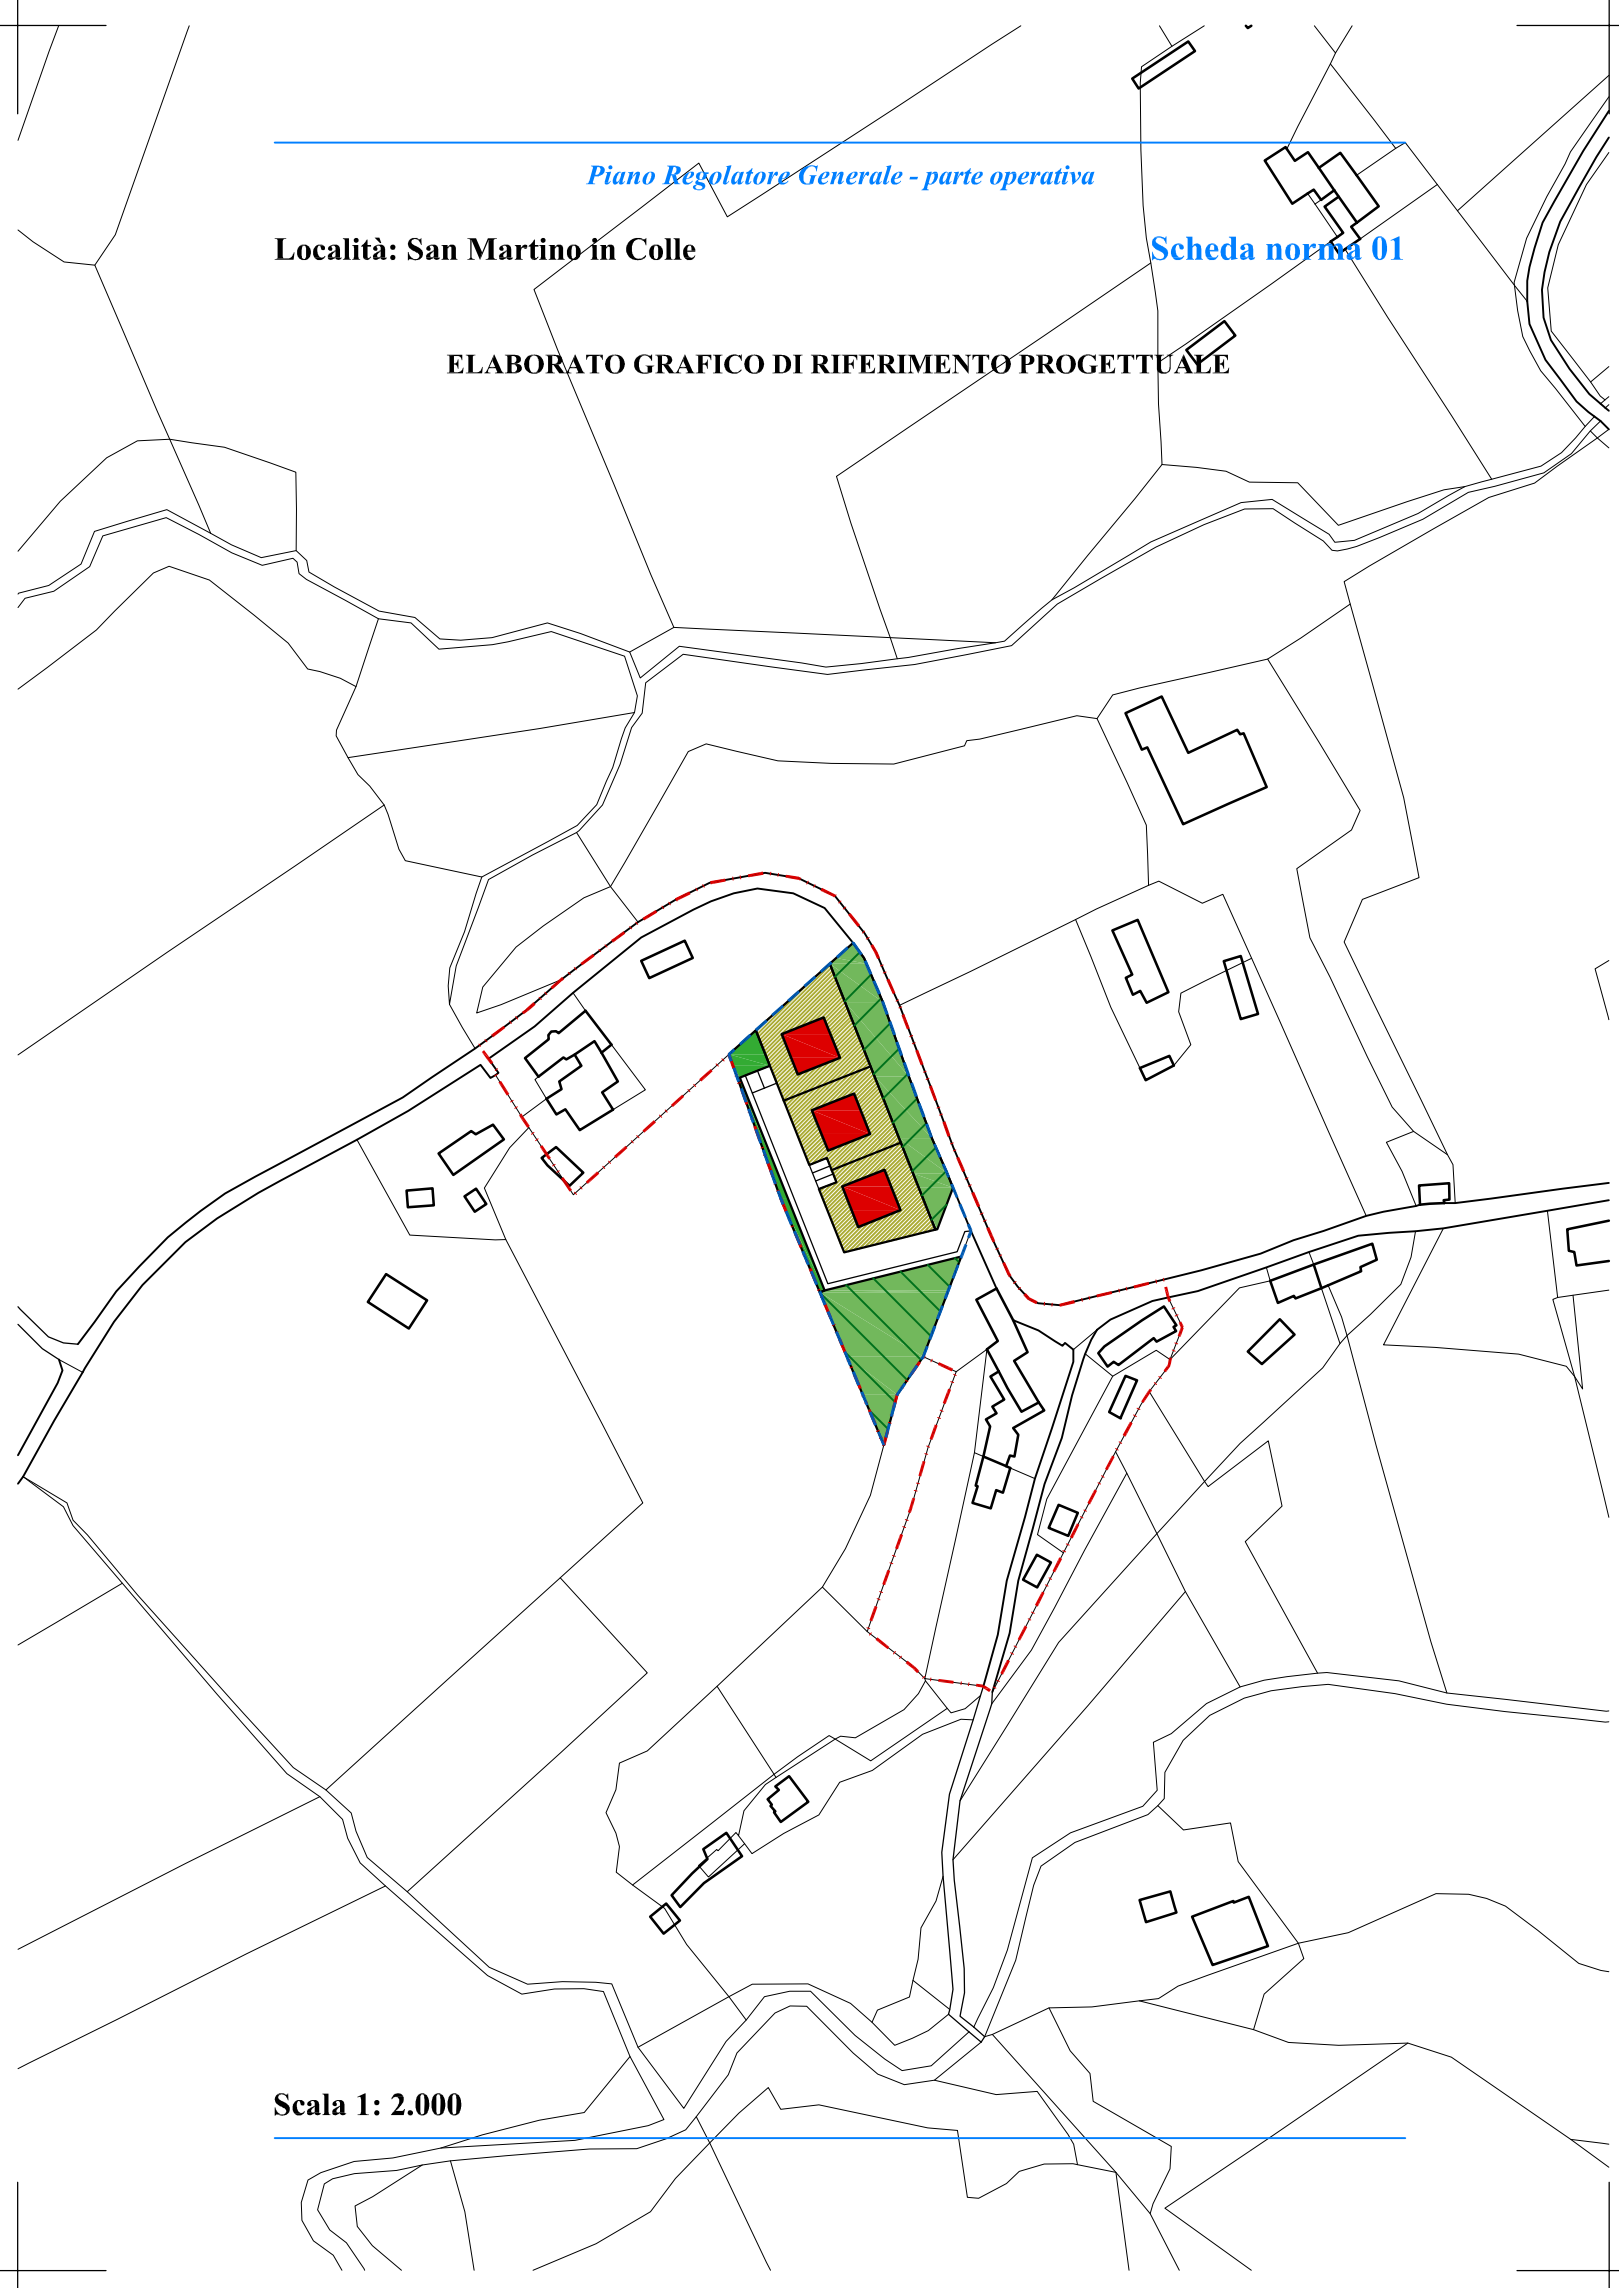 Piano Regolatore Generale - parte operativa
Località: San Martino in Colle
Scheda norma 01
ELABORATO GRAFICO DI RIFERIMENTO PROGETTUALE
Scala 1: 2.000